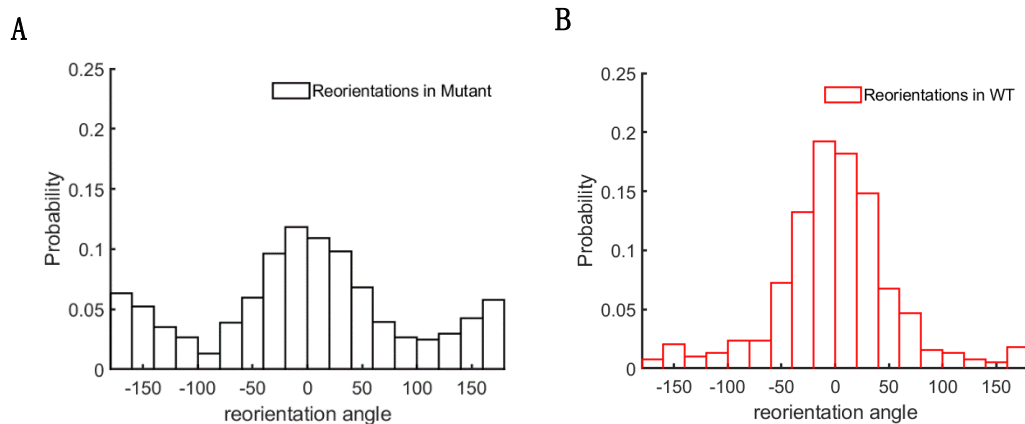 A
0.25
0.2
0.15
0.1
0.05
0
Probability
Reorientations in Mutant
-150 -100 -50 0 50 100 150
reorientation angle
B
0.25
0.2
0.15
0.1
0.05
0
Probability
Reorientations in WT
-150 -100 -50 0 50 100 150
reorientation angle